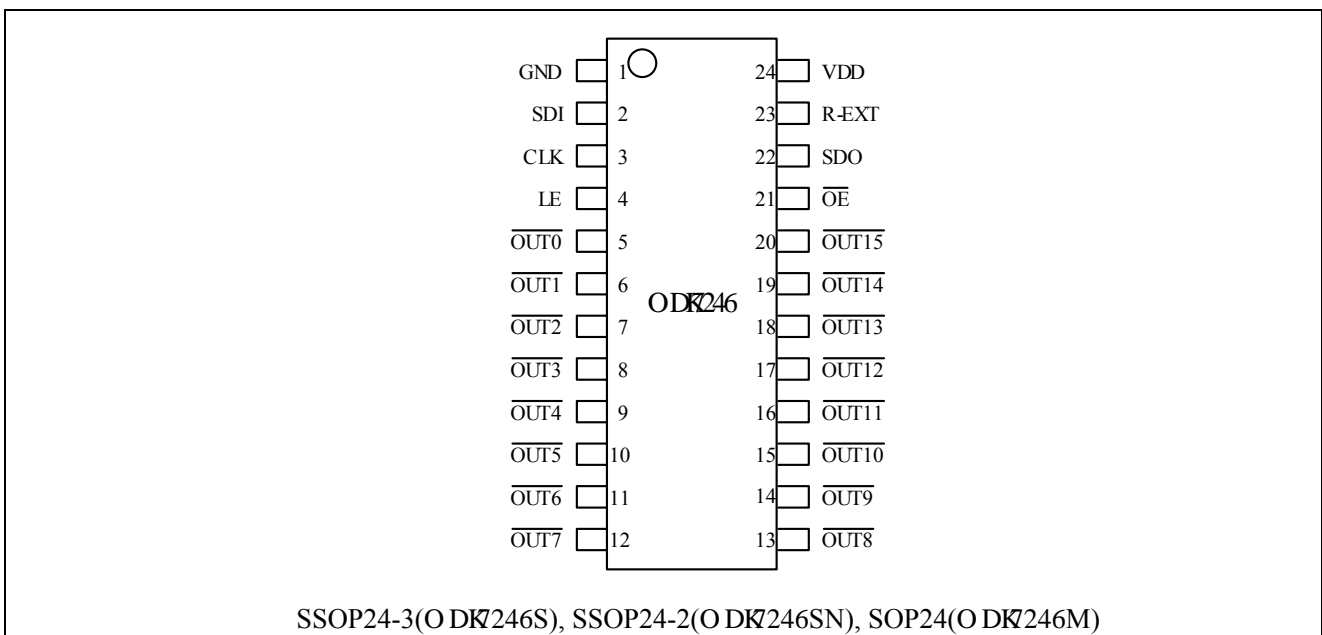 GND 1 24 VDD
SDI 2 23 R-EXT
CLK 3 22 SDO
LE 4 21 OE
OUT0 5 20 OUT15
OUT1 6 19 OUT14
ODK7246
OUT2 7 18 OUT13
OUT3 8 17 OUT12
OUT4 9 16 OUT11
OUT5 10 15 OUT10
OUT6 11 14 OUT9
OUT7 12 13 OUT8
SSOP24-3(ODK7246S), SSOP24-2(ODK7246SN), SOP24(ODK7246M)